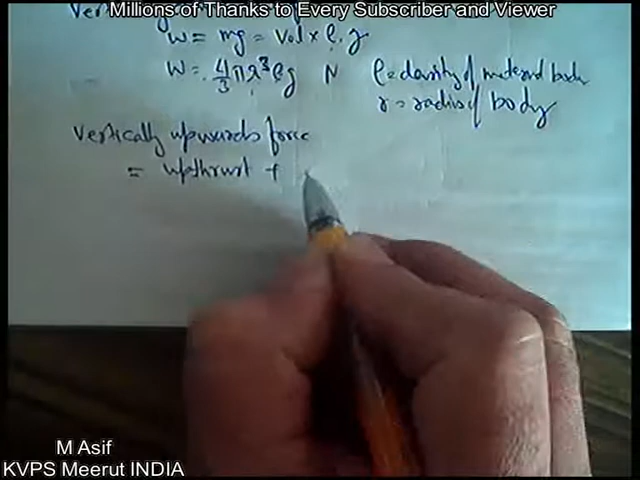 Millions of Thanks to Every Subscriber and Viewer
W = mg = Vol × ρ. g
W = 4/3 π r³ ρ g N ρ = density of material body
r = radius of body
Vertically upwards force
= upthrust +
M Asif
KVPS Meerut INDIA